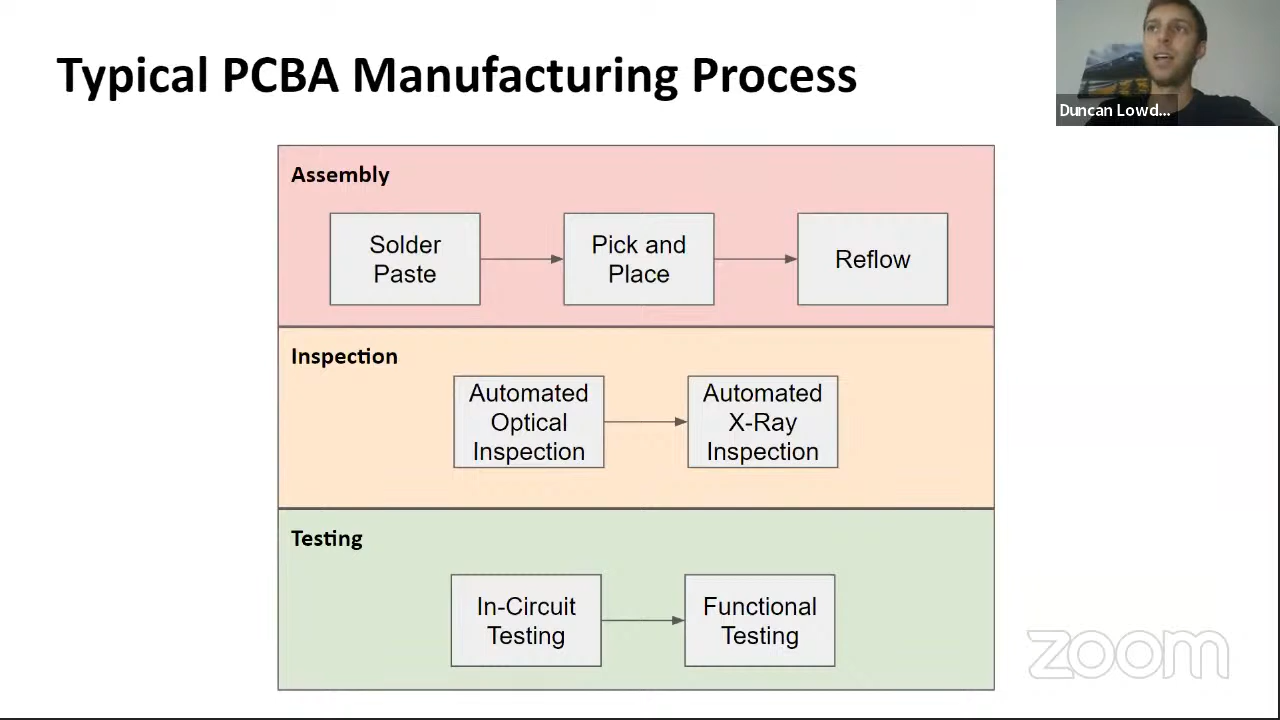 Typical PCBA Manufacturing Process
Duncan Lowd...
Assembly
Solder
Paste
Pick and
Place
Reflow
Inspection
Automated
Optical
Inspection
Automated
X-Ray
Inspection
Testing
In-Circuit
Testing
Functional
Testing
zoom